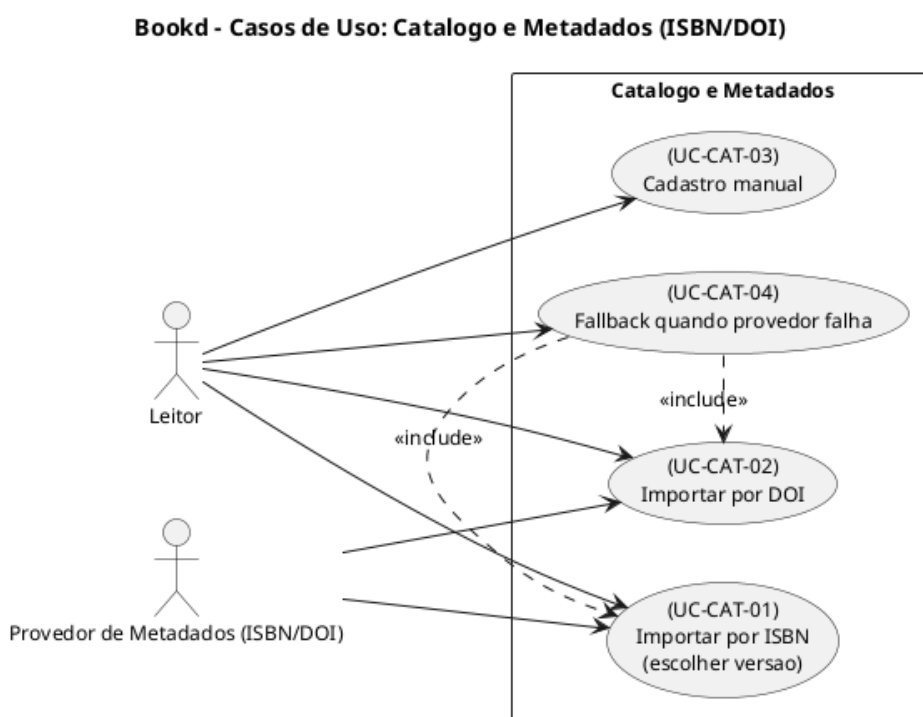 Bookd - Casos de Uso: Catalogo e Metadados (ISBN/DOI)
Catalogo e Metadados
(UC-CAT-03)
Cadastro manual
(UC-CAT-04)
Fallback quando provedor falha
Leitor
«include»
«include»
(UC-CAT-02)
Importar por DOI
Provedor de Metadados (ISBN/DOI)
(UC-CAT-01)
Importar por ISBN
(escolher versao)